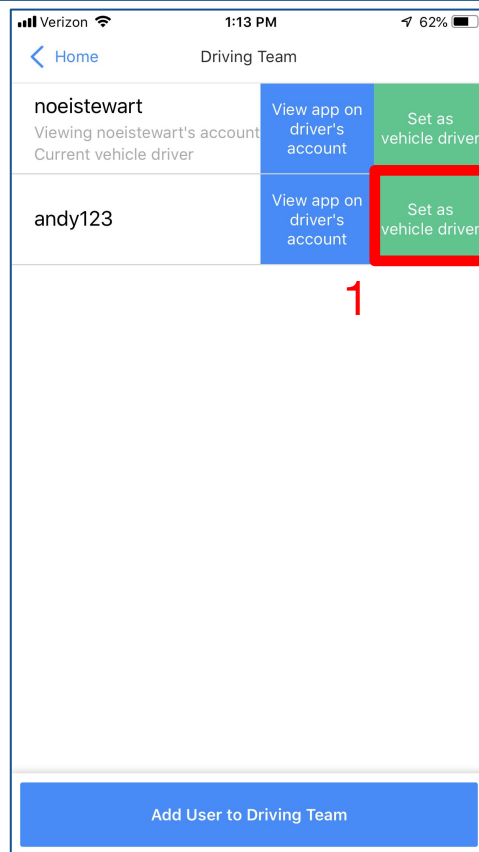 Verizon 1:13 PM 62%
Home Driving Team
noeistewart
Viewing noeistewart's account
Current vehicle driver
View app on
driver's
account
Set as
vehicle driver
andy123
View app on
driver's
account
Set as
vehicle driver
1
Add User to Driving Team